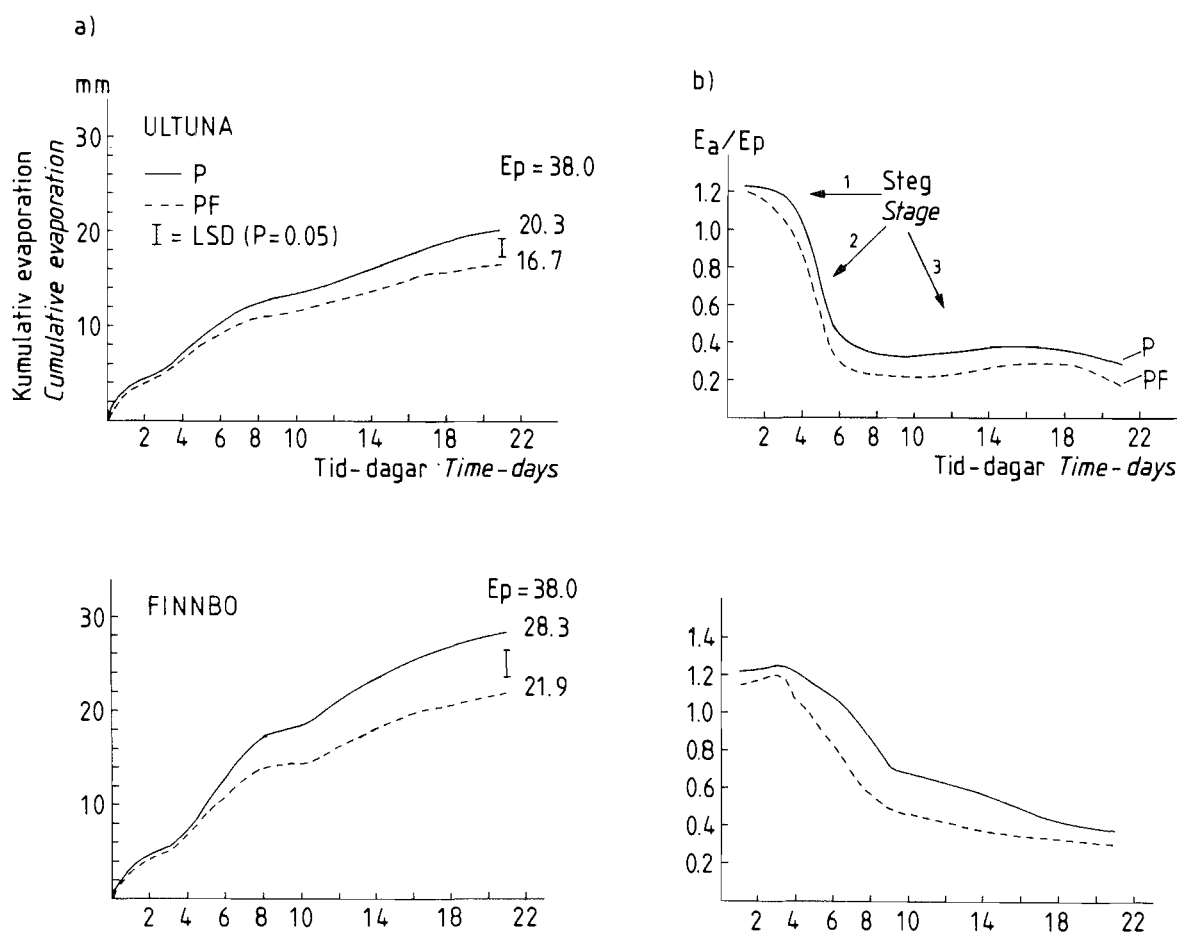 a)
mm
Kumulativ evaporation
Cumulative evaporation
30
20
10
ULTUNA
P
PF
I = LSD (P=0.05)
Ep = 38.0
20.3
16.7
2 4 6 8 10 14 18 22
Tid-dagar Time-days
b)
Ea/Ep
1.2
1.0
0.8
0.6
0.4
0.2
1
Steg
Stage
2
3
P
PF
2 4 6 10 14 18 22
Tid-dagar Time-days
FINNBO
30
20
10
Ep = 38.0
28.3
21.9
2 4 6 8 10 14 18 22
1.4
1.2
1.0
0.8
0.6
0.4
0.2
2 4 6 10 14 18 22